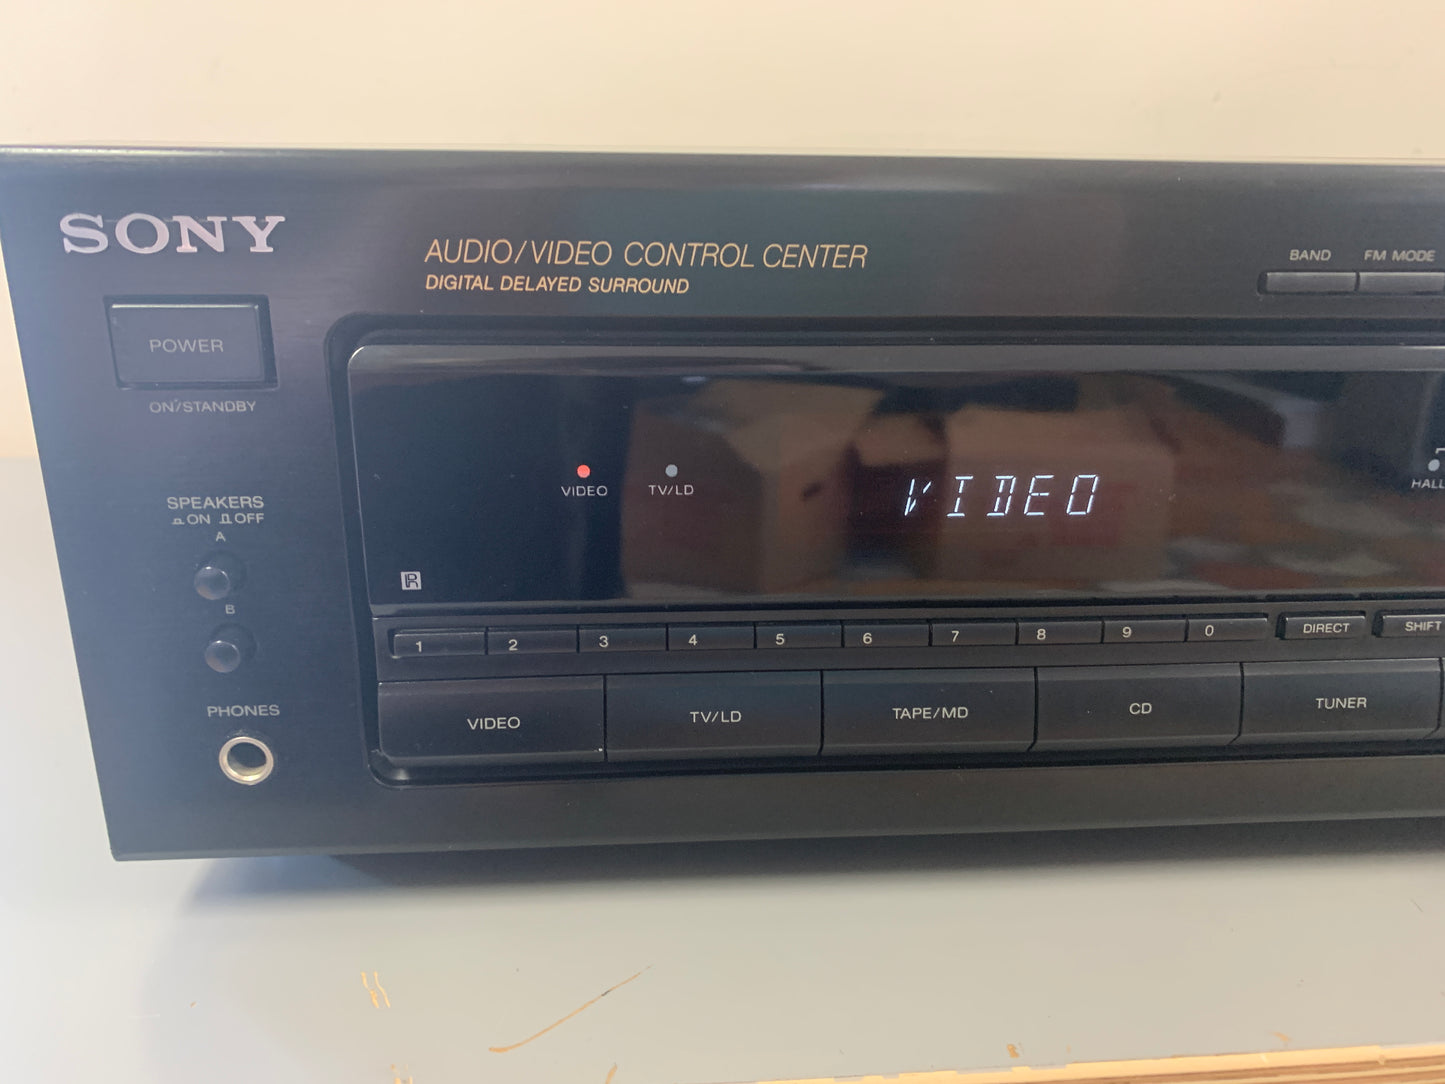 SONY
AUDIO/VIDEO CONTROL CENTER
DIGITAL DELAYED SURROUND
BAND FM MODE
POWER
ON/STANDBY
VIDEO TV/LD
VIDEO
HALL
SPEAKERS
ON OFF
A
B
R
1 2 3 4 5 6 7 8 9 0 DIRECT SHIFT
PHONES
VIDEO TV/LD TAPE/MD CD TUNER